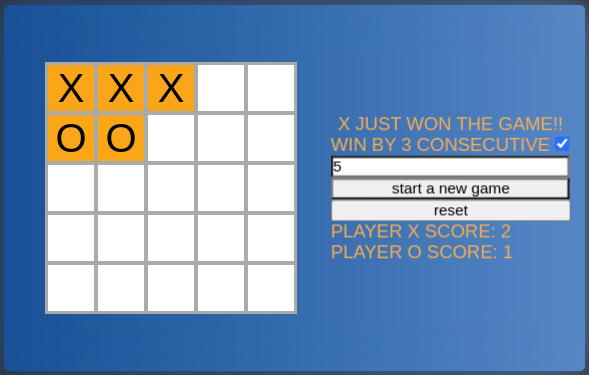 X X X
O O
X JUST WON THE GAME!!
WIN BY 3 CONSECUTIVE
5
start a new game
reset
PLAYER X SCORE: 2
PLAYER O SCORE: 1